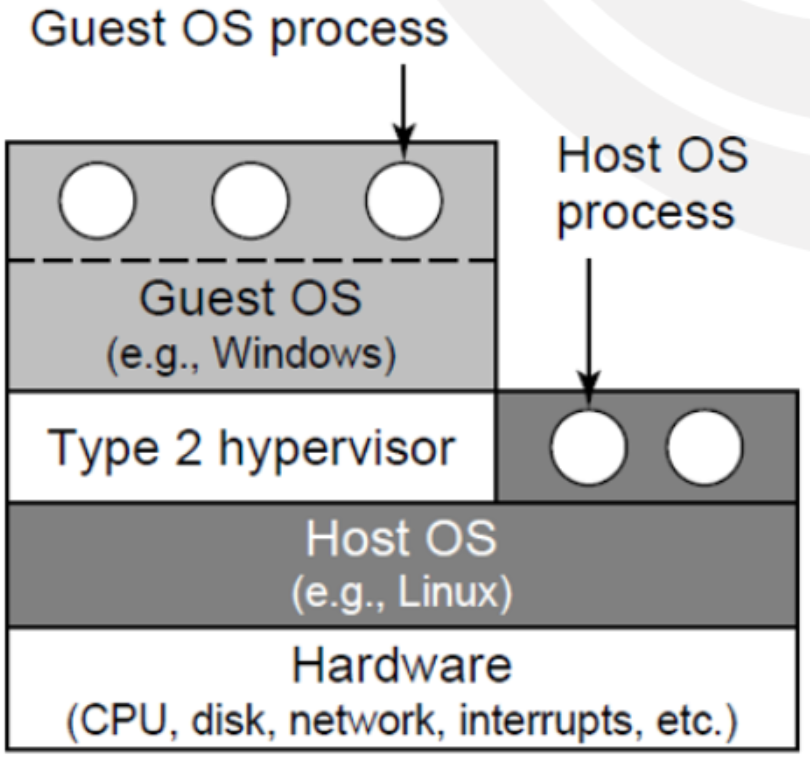 Guest OS process
Host OS
process
Guest OS
(e.g., Windows)
Type 2 hypervisor
Host OS
(e.g., Linux)
Hardware
(CPU, disk, network, interrupts, etc.)